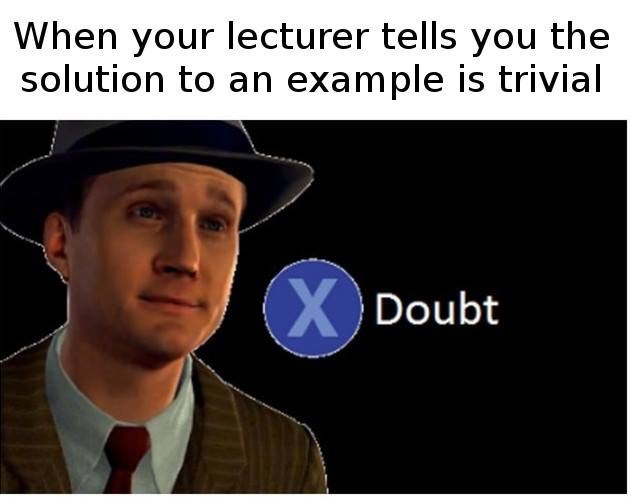 When your lecturer tells you the
solution to an example is trivial
X Doubt